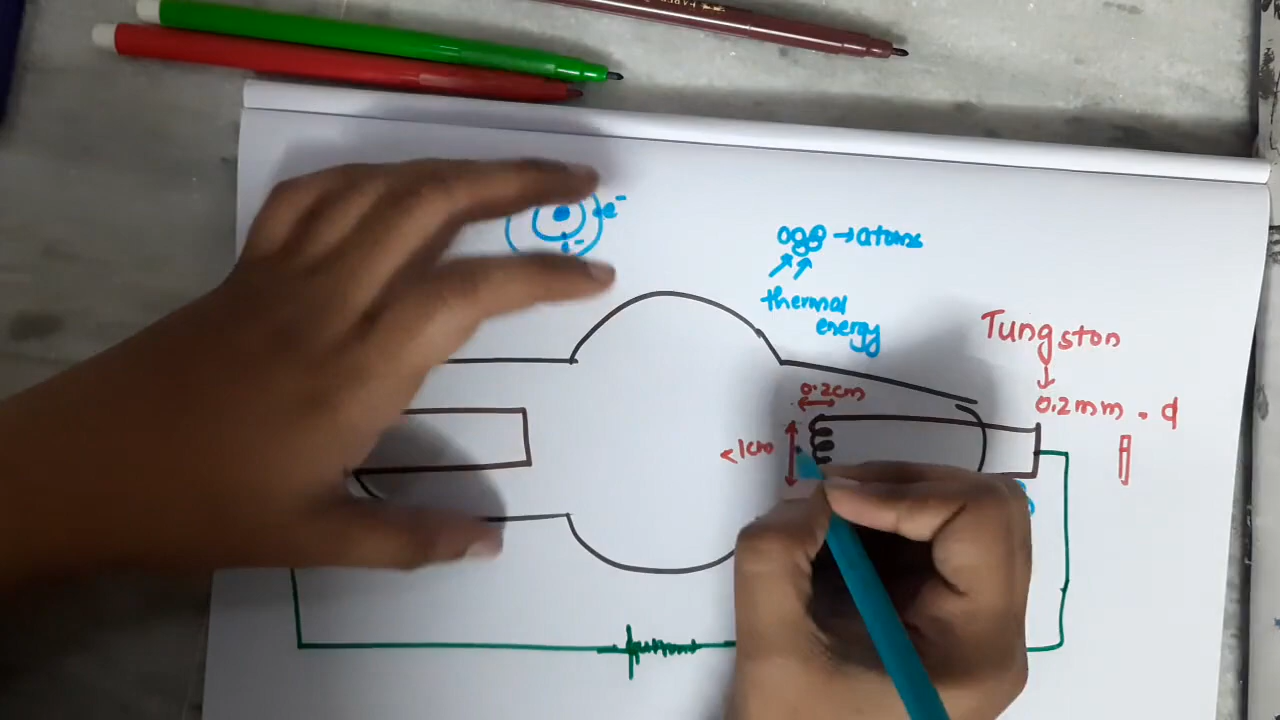 e-
e-
→atoms
thermal
energy
Tungston
0.2mm . d
0.2cm
<1cm